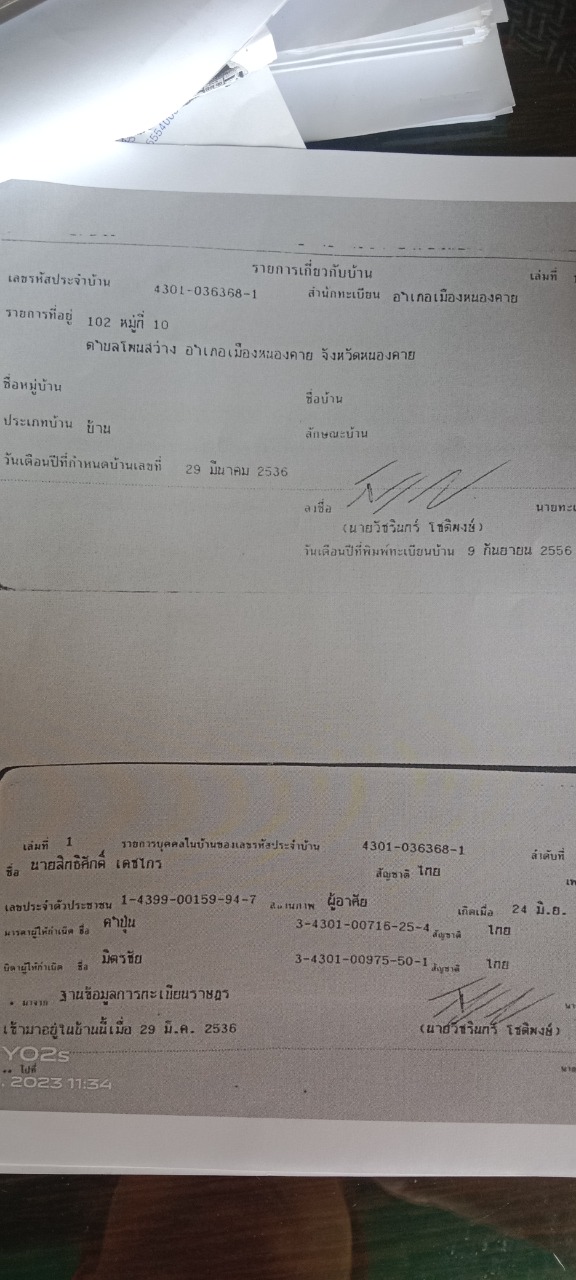 5554000
รายการเกี่ยวกับบ้าน เล่มที่
เลขรหัสประจำบ้าน 4301-036368-1 สำนักทะเบียน อำเภอเมืองหนองคาย
รายการที่อยู่ 102 หมู่ที่ 10
ตำบลโพนสว่าง อำเภอเมืองหนองคาย จังหวัดหนองคาย
ชื่อหมู่บ้าน ชื่อบ้าน
ประเภทบ้าน บ้าน ลักษณะบ้าน
วันเดือนปีที่กำหนดบ้านเลขที่ 29 มีนาคม 2536
ลงชื่อ นายทะเ
(นายวัชรินทร์ โชติพงษ์)
วันเดือนปีที่พิมพ์ทะเบียนบ้าน 9 กันยายน 2556
เล่มที่ 1 รายการบุคคลในบ้านของเลขรหัสประจำบ้าน 4301-036368-1 ลำดับที่
ชื่อ นายสิทธิศักดิ์ เดชไกร สัญชาติ ไทย เพ
เลขประจำตัวประชาชน 1-4399-00159-94-7 สถานภาพ ผู้อาศัย เกิดเมื่อ 24 มิ.ย.
มารดาผู้ให้กำเนิด ชื่อ คำปุ่น 3-4301-00716-25-4 สัญชาติ ไทย
บิดาผู้ให้กำเนิด ชื่อ มิตรชัย 3-4301-00975-50-1 สัญชาติ ไทย
* มาจาก ฐานข้อมูลการทะเบียนราษฎร
เข้ามาอยู่ในบ้านนี้เมื่อ 29 มี.ค. 2536 (นายวัชรินทร์ โชติพงษ์)
Y02s
** ไปที่ นาย
. 2023 11:34